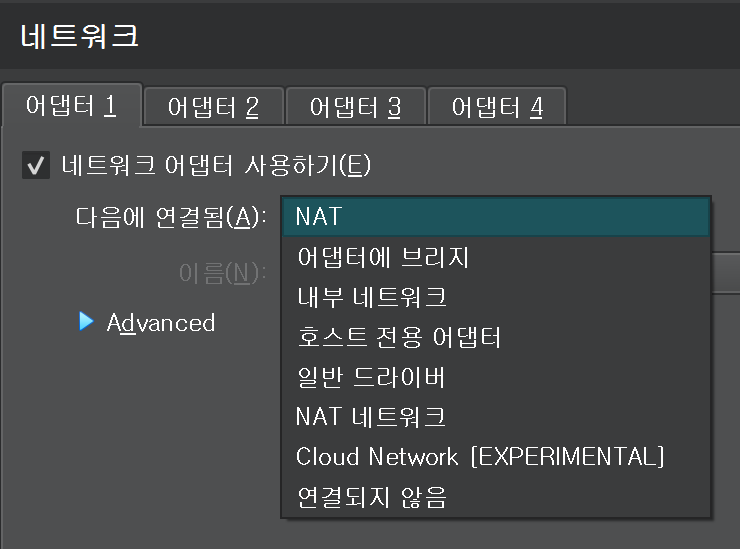 네트워크
어댑터 1 어댑터 2 어댑터 3 어댑터 4
네트워크 어댑터 사용하기(E)
다음에 연결됨(A): NAT
어댑터에 브리지
이름(N):
내부 네트워크
Advanced 호스트 전용 어댑터
일반 드라이버
NAT 네트워크
Cloud Network [EXPERIMENTAL]
연결되지 않음